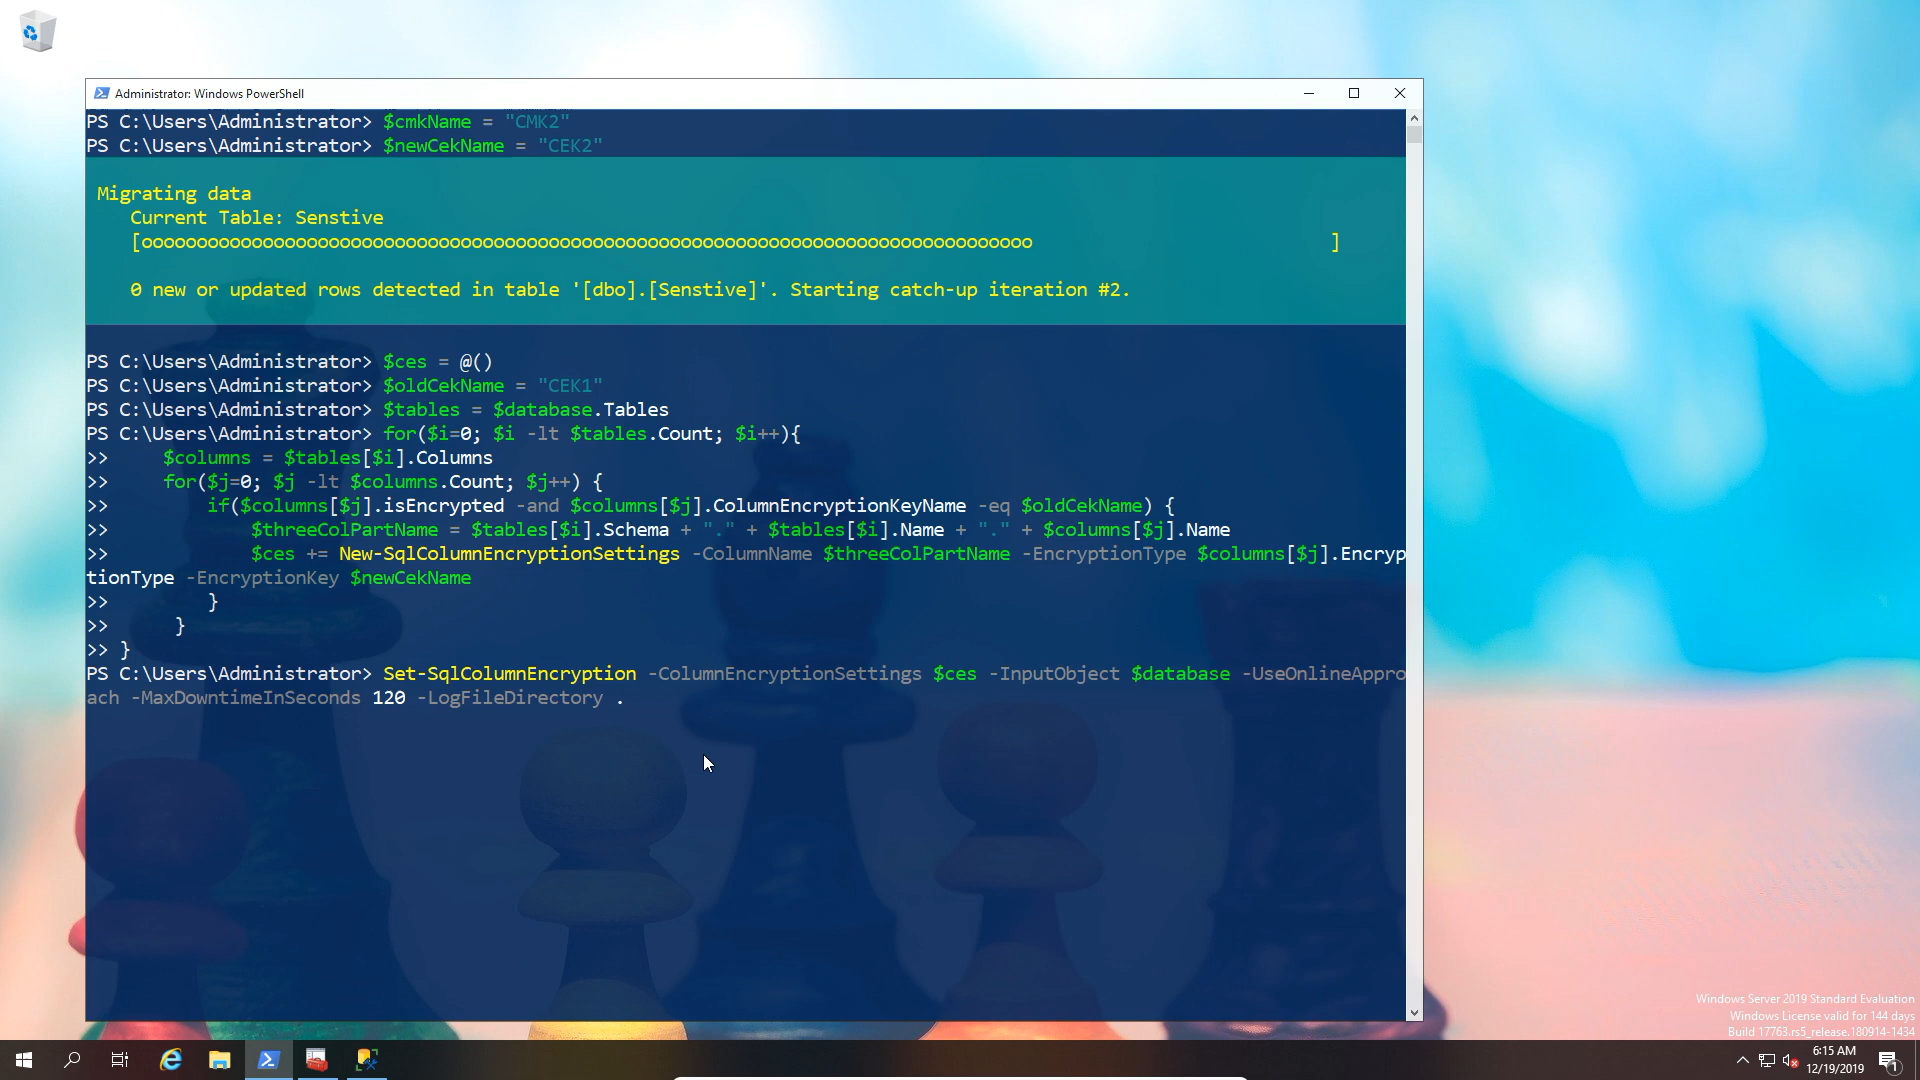 Administrator: Windows PowerShell
PS C:\Users\Administrator> $cmkName = "CMK2"
PS C:\Users\Administrator> $newCekName = "CEK2"
Migrating data
Current Table: Senstive
[ooooooooooooooooooooooooooooooooooooooooooooooooooooooooooooooooooooooooooooooooo                           ]
0 new or updated rows detected in table '[dbo].[Senstive]'. Starting catch-up iteration #2.
PS C:\Users\Administrator> $ces = @()
PS C:\Users\Administrator> $oldCekName = "CEK1"
PS C:\Users\Administrator> $tables = $database.Tables
PS C:\Users\Administrator> for($i=0; $i -lt $tables.Count; $i++){
>>     $columns = $tables[$i].Columns
>>     for($j=0; $j -lt $columns.Count; $j++) {
>>         if($columns[$j].isEncrypted -and $columns[$j].ColumnEncryptionKeyName -eq $oldCekName) {
>>             $threeColPartName = $tables[$i].Schema + "." + $tables[$i].Name + "." + $columns[$j].Name
>>             $ces += New-SqlColumnEncryptionSettings -ColumnName $threeColPartName -EncryptionType $columns[$j].Encryp
tionType -EncryptionKey $newCekName
>>         }
>>      }
>> }
PS C:\Users\Administrator> Set-SqlColumnEncryption -ColumnEncryptionSettings $ces -InputObject $database -UseOnlineAppro
ach -MaxDowntimeInSeconds 120 -LogFileDirectory .
Windows Server 2019 Standard Evaluation
Windows License valid for 144 days
Build 17763.rs5_release.180914-1434
6:15 AM
12/19/2019
1